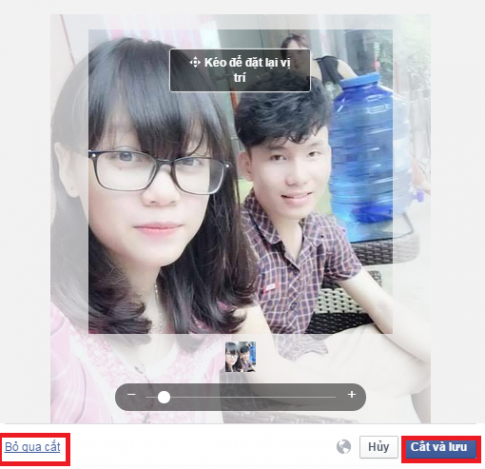 Kéo để đặt lại vị
trí
Bỏ qua cắt Hủy Cắt và lưu